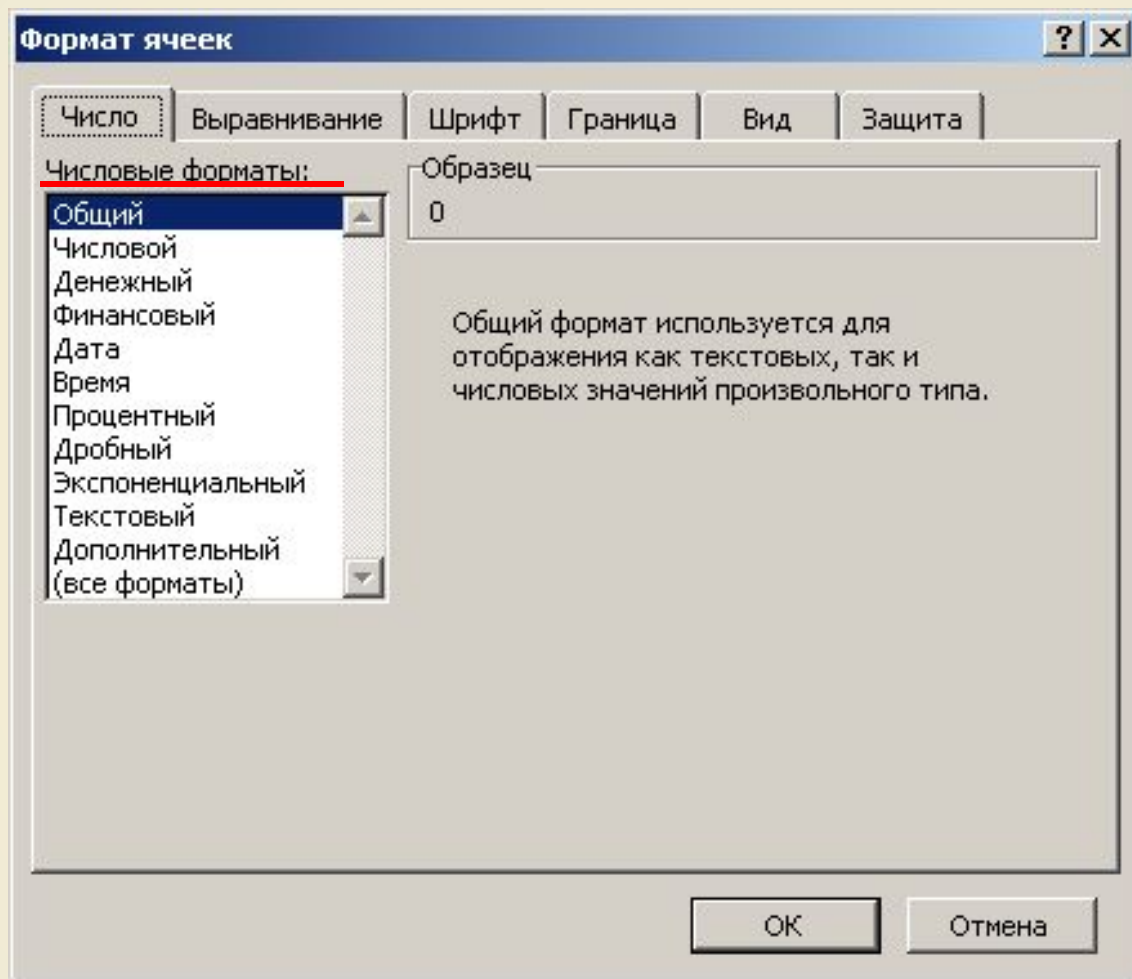 Формат ячеек
Число
Выравнивание
Шрифт
Граница
Вид
Защита
Числовые форматы:
Общий
Числовой
Денежный
Финансовый
Дата
Время
Процентный
Дробный
Экспоненциальный
Текстовый
Дополнительный
(все форматы)
Образец
0
Общий формат используется для
отображения как текстовых, так и
числовых значений произвольного типа.
ОК
Отмена